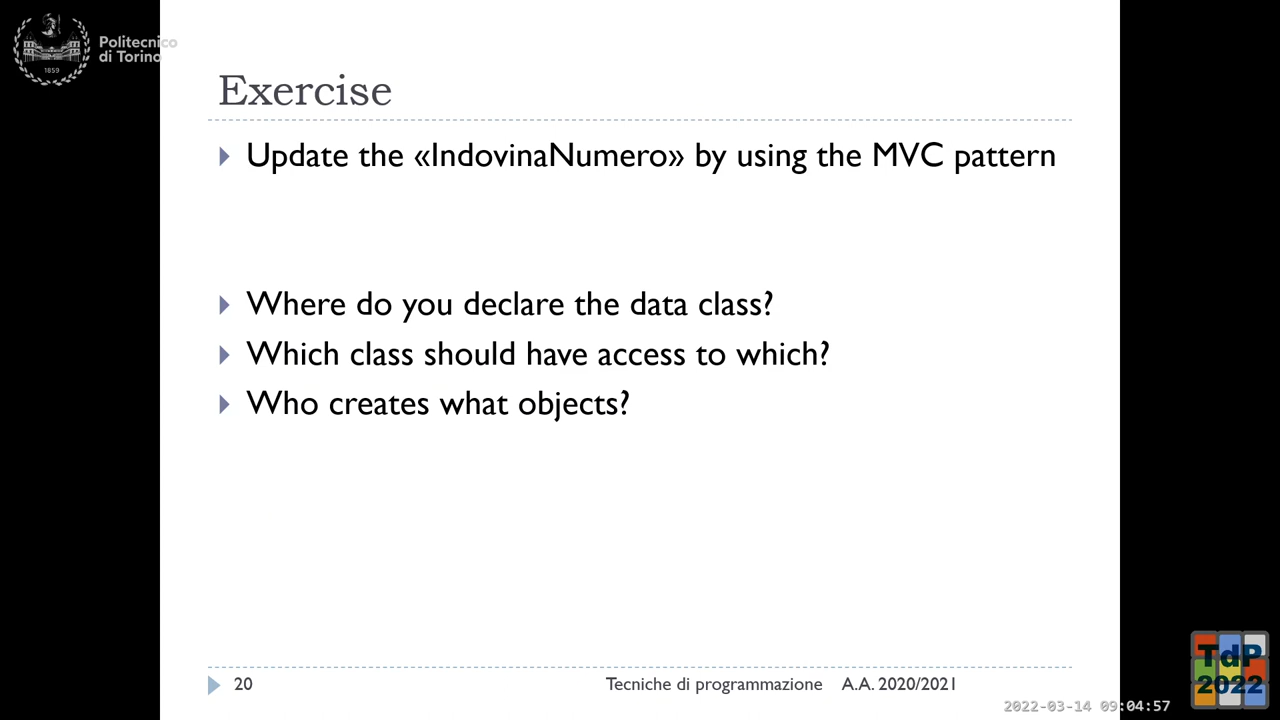 Politecnico
di Torino
1859
Exercise
Update the «IndovinaNumero» by using the MVC pattern
Where do you declare the data class?
Which class should have access to which?
Who creates what objects?
20
Tecniche di programmazione A.A. 2020/2021
2022-03-14 09:04:57
TdP
2022